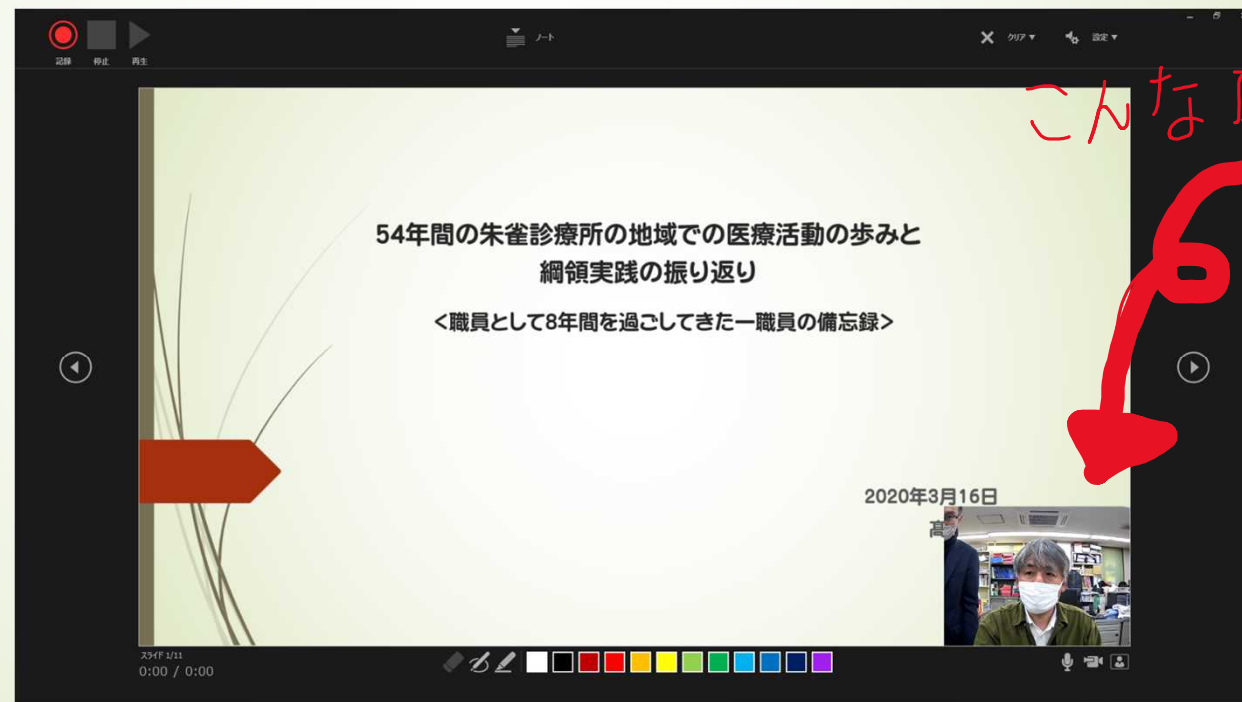 ノート
クリア
設定
記録
停止
再生
こんな
54年間の朱雀診療所の地域での医療活動の歩みと
綱領実践の振り返り
<職員として8年間を過ごしてきた一職員の備忘録>
2020年3月16日
高
スライド 1/11
0:00 / 0:00